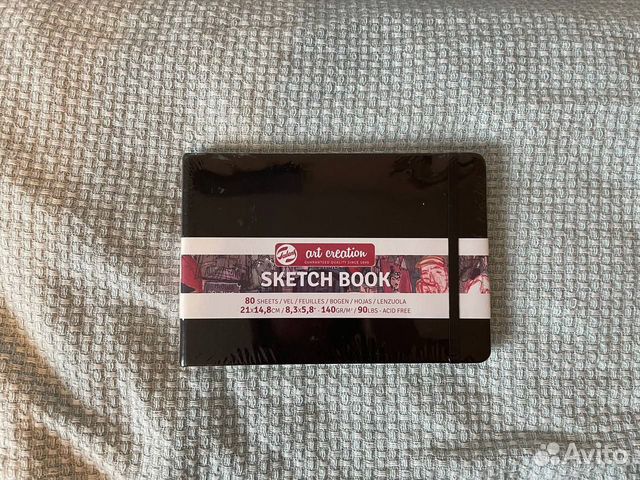 Talens
art creation
GUARANTEED QUALITY SINCE 1899
SKETCH BOOK
80 SHEETS / VEL / FEUILLES / BOGEN / HOJAS / LENZUOLA
21x14,8CM / 8,3x5,8" · 140GR/M² / 90LBS · ACID FREE
Avito